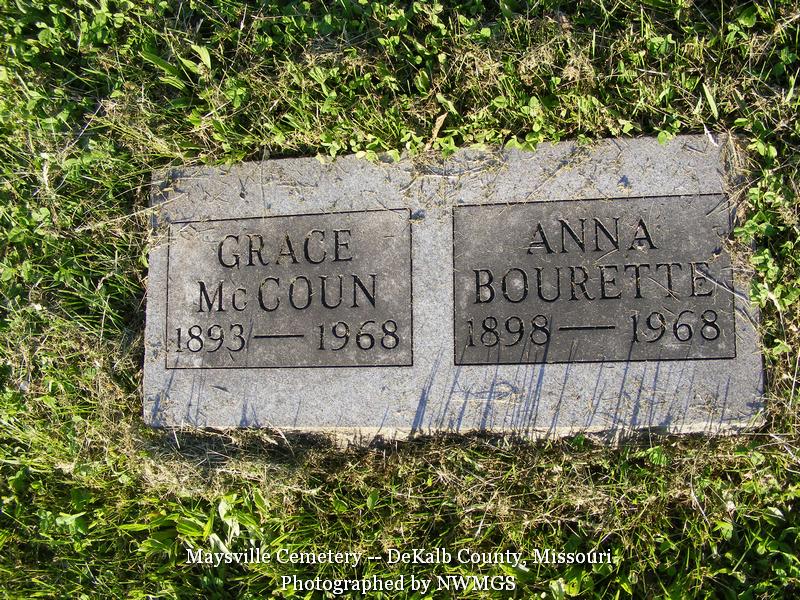 GRACE
McCOUN
1893 — 1968
ANNA
BOURETTE
1898 — 1968
Maysville Cemetery -- DeKalb County, Missouri
Photographed by NWMGS